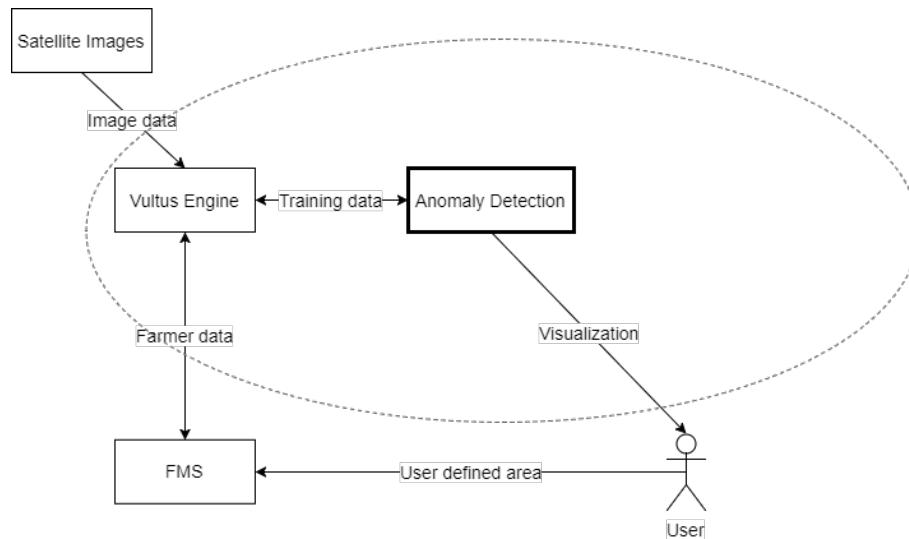 Satellite Images
Image data
Vultus Engine
Training data
Anomaly Detection
Farmer data
Visualization
FMS
User defined area
User